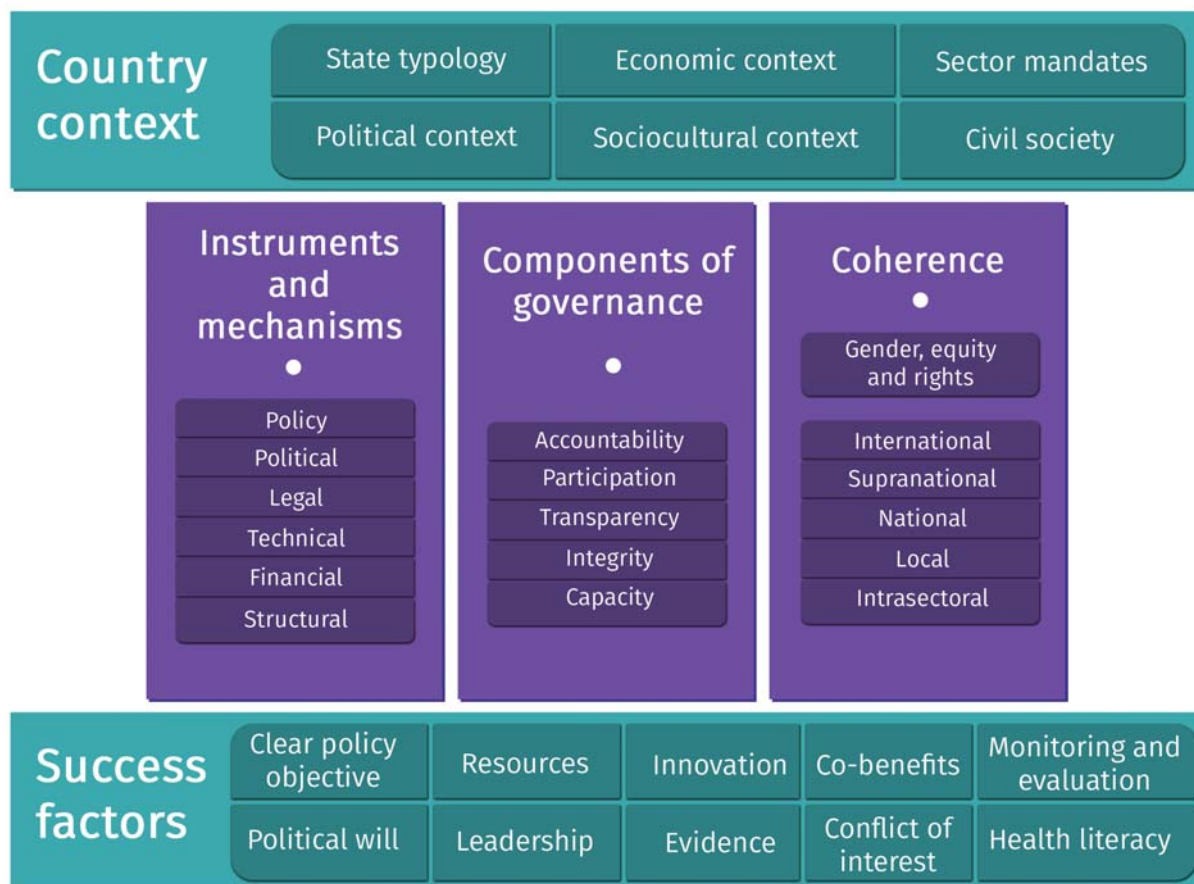 Country
context
State typology
Economic context
Sector mandates
Political context
Sociocultural context
Civil society
Instruments
and
mechanisms
Policy
Political
Legal
Technical
Financial
Structural
Components of
governance
Accountability
Participation
Transparency
Integrity
Capacity
Coherence
Gender, equity
and rights
International
Supranational
National
Local
Intrasectoral
Success
factors
Clear policy
objective
Resources
Innovation
Co-benefits
Monitoring and
evaluation
Political will
Leadership
Evidence
Conflict of
interest
Health literacy